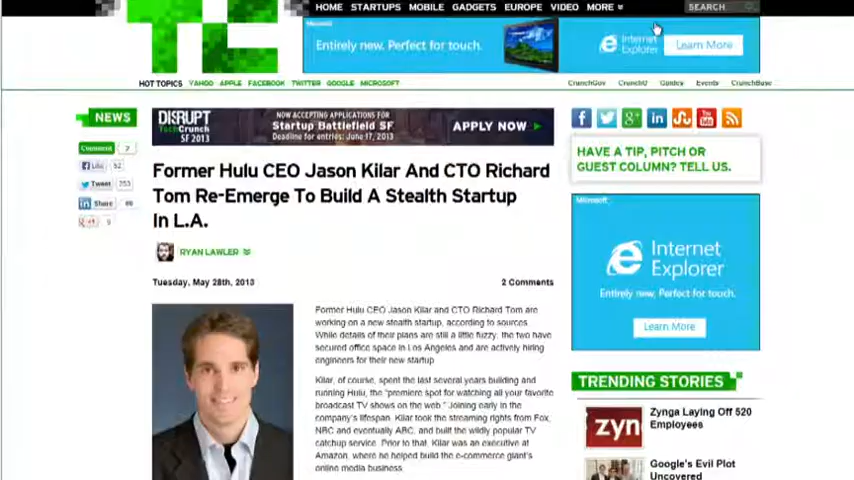 HOME STARTUPS MOBILE GADGETS EUROPE VIDEO MORE
SEARCH
Microsoft
Entirely new. Perfect for touch.
Internet Explorer
Learn More
HOT TOPICS YAHOO APPLE FACEBOOK TWITTER GOOGLE MICROSOFT
CrunchGov CrunchU Guides Events CrunchBase
NEWS
DISRUPT
TechCrunch
SF 2013
NOW ACCEPTING APPLICATIONS FOR
Startup Battlefield SF
Deadline for entries: June 17, 2013
APPLY NOW
Comment 2
Like 52
Tweet 253
Share
Former Hulu CEO Jason Kilar And CTO Richard
Tom Re-Emerge To Build A Stealth Startup
In L.A.
RYAN LAWLER
Tuesday, May 28th, 2013
2 Comments
Former Hulu CEO Jason Kilar and CTO Richard Tom are
working on a new stealth startup, according to sources.
While details of their plans are still a little fuzzy, the two have
secured office space in Los Angeles and are actively hiring
engineers for their new startup.
Kilar, of course, spent the last several years building and
running Hulu, the "premiere spot for watching all your favorite
broadcast TV shows on the web." Joining early in the
company's lifespan, Kilar took the streaming rights from Fox,
NBC and eventually ABC, and built the wildly popular TV
catchup service. Prior to that, Kilar was an executive at
Amazon, where he helped build the e-commerce giant's
online media business.
HAVE A TIP, PITCH OR
GUEST COLUMN? TELL US.
Microsoft
Internet
Explorer
Entirely new. Perfect for touch.
Learn More
TRENDING STORIES
zyn
Zynga Laying Off 520
Employees
Google's Evil Plot
Uncovered